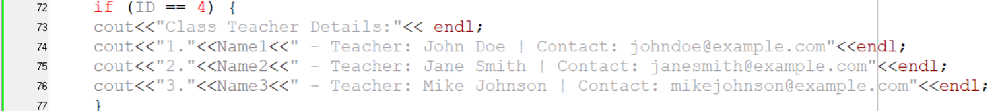 72 if (ID == 4) {
73 cout<<"Class Teacher Details:"<< endl;
74 cout<<"1."<<Name1<<" - Teacher: John Doe | Contact: johndoe@example.com"<<endl;
75 cout<<"2."<<Name2<<" - Teacher: Jane Smith | Contact: janesmith@example.com"<<endl;
76 cout<<"3."<<Name3<<" - Teacher: Mike Johnson | Contact: mikejohnson@example.com"<<endl;
77 }